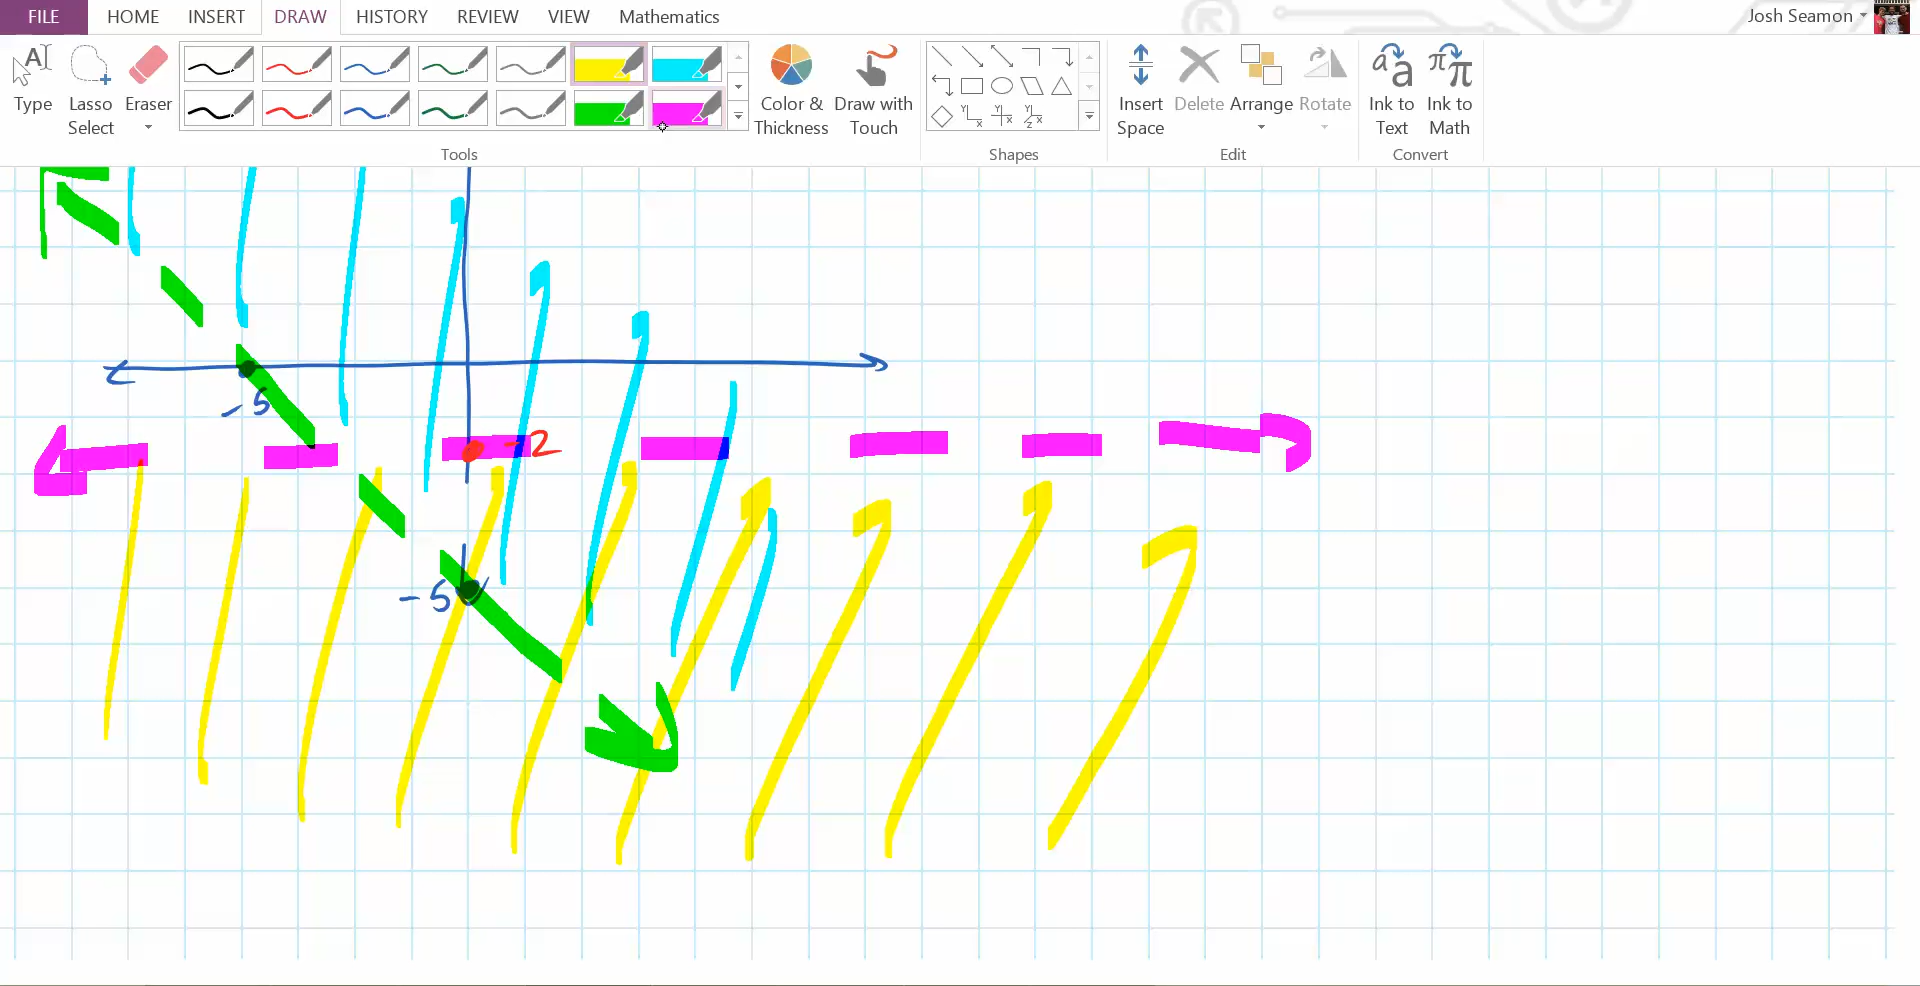 FILE HOME INSERT DRAW HISTORY REVIEW VIEW Mathematics Josh Seamon
Type
Lasso Select
Eraser
Color & Thickness
Draw with Touch
Insert Space
Delete
Arrange
Rotate
Ink to Text
Ink to Math
Tools Shapes Edit Convert
-5
-2
-5